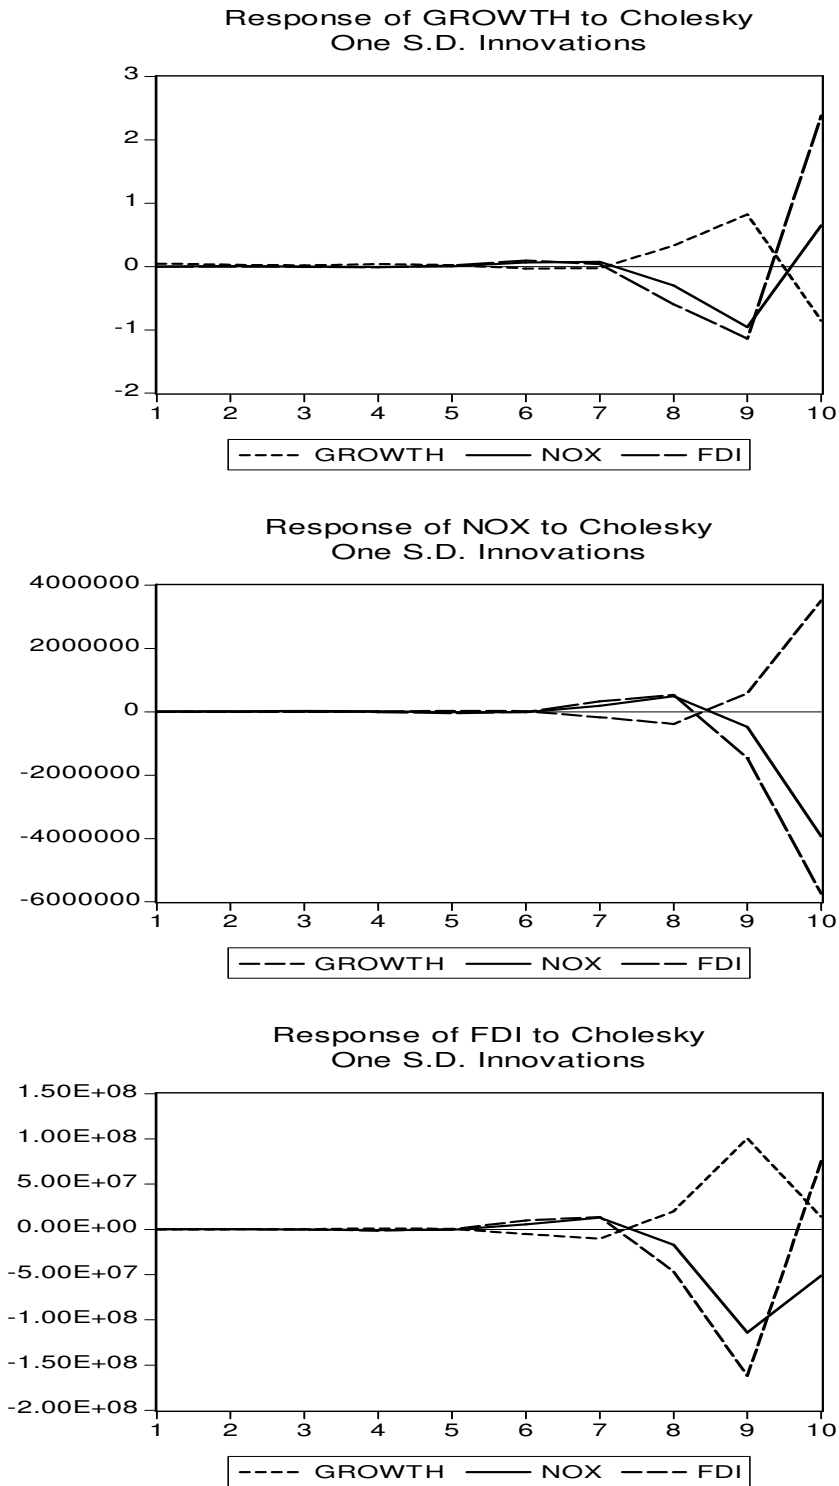 Response of GROWTH to Cholesky
One S.D. Innovations
3
2
1
0
-1
-2
1 2 3 4 5 6 7 8 9 10
GROWTH NOX FDI
Response of NOX to Cholesky
One S.D. Innovations
4000000
2000000
0
-2000000
-4000000
-6000000
1 2 3 4 5 6 7 8 9 10
GROWTH NOX FDI
Response of FDI to Cholesky
One S.D. Innovations
1.50E+08
1.00E+08
5.00E+07
0.00E+00
-5.00E+07
-1.00E+08
-1.50E+08
-2.00E+08
1 2 3 4 5 6 7 8 9 10
GROWTH NOX FDI